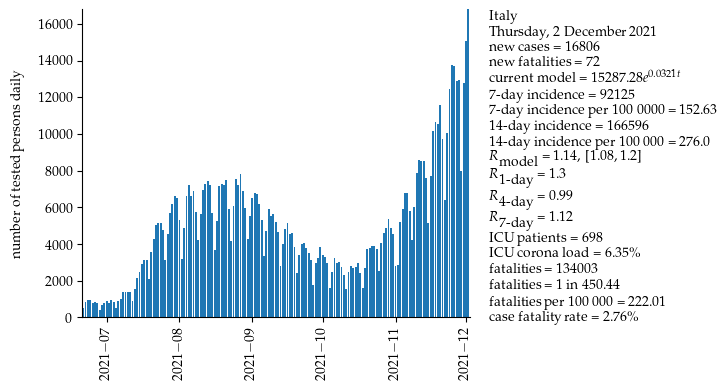 number of tested persons daily
16000
14000
12000
10000
8000
6000
4000
2000
0
2021−07
2021−08
2021−09
2021−10
2021−11
2021−12
Italy
Thursday, 2 December 2021
new cases = 16806
new fatalities = 72
current model = 15287.28e^0.0321t
7-day incidence = 92125
7-day incidence per 100 0000 = 152.63
14-day incidence = 166596
14-day incidence per 100 000 = 276.0
R_model = 1.14, [1.08, 1.2]
R_1-day = 1.3
R_4-day = 0.99
R_7-day = 1.12
ICU patients = 698
ICU corona load = 6.35%
fatalities = 134003
fatalities = 1 in 450.44
fatalities per 100 000 = 222.01
case fatality rate = 2.76%